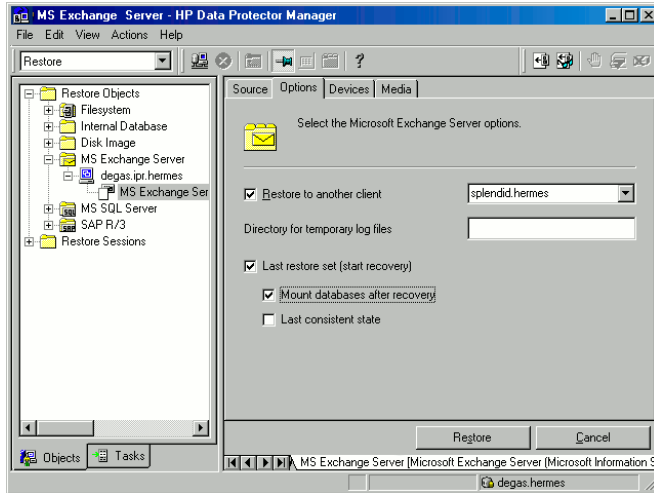 MS Exchange Server - HP Data Protector Manager
File Edit View Actions Help
Restore
?
Restore Objects
Filesystem
Internal Database
Disk Image
MS Exchange Server
degas.ipr.hermes
MS Exchange Ser
MS SQL Server
SAP R/3
Restore Sessions
Objects
Tasks
Source Options Devices Media
Select the Microsoft Exchange Server options.
Restore to another client
splendid.hermes
Directory for temporary log files
Last restore set (start recovery)
Mount databases after recovery
Last consistent state
Restore Cancel
MS Exchange Server [Microsoft Exchange Server (Microsoft Information S
degas.hermes